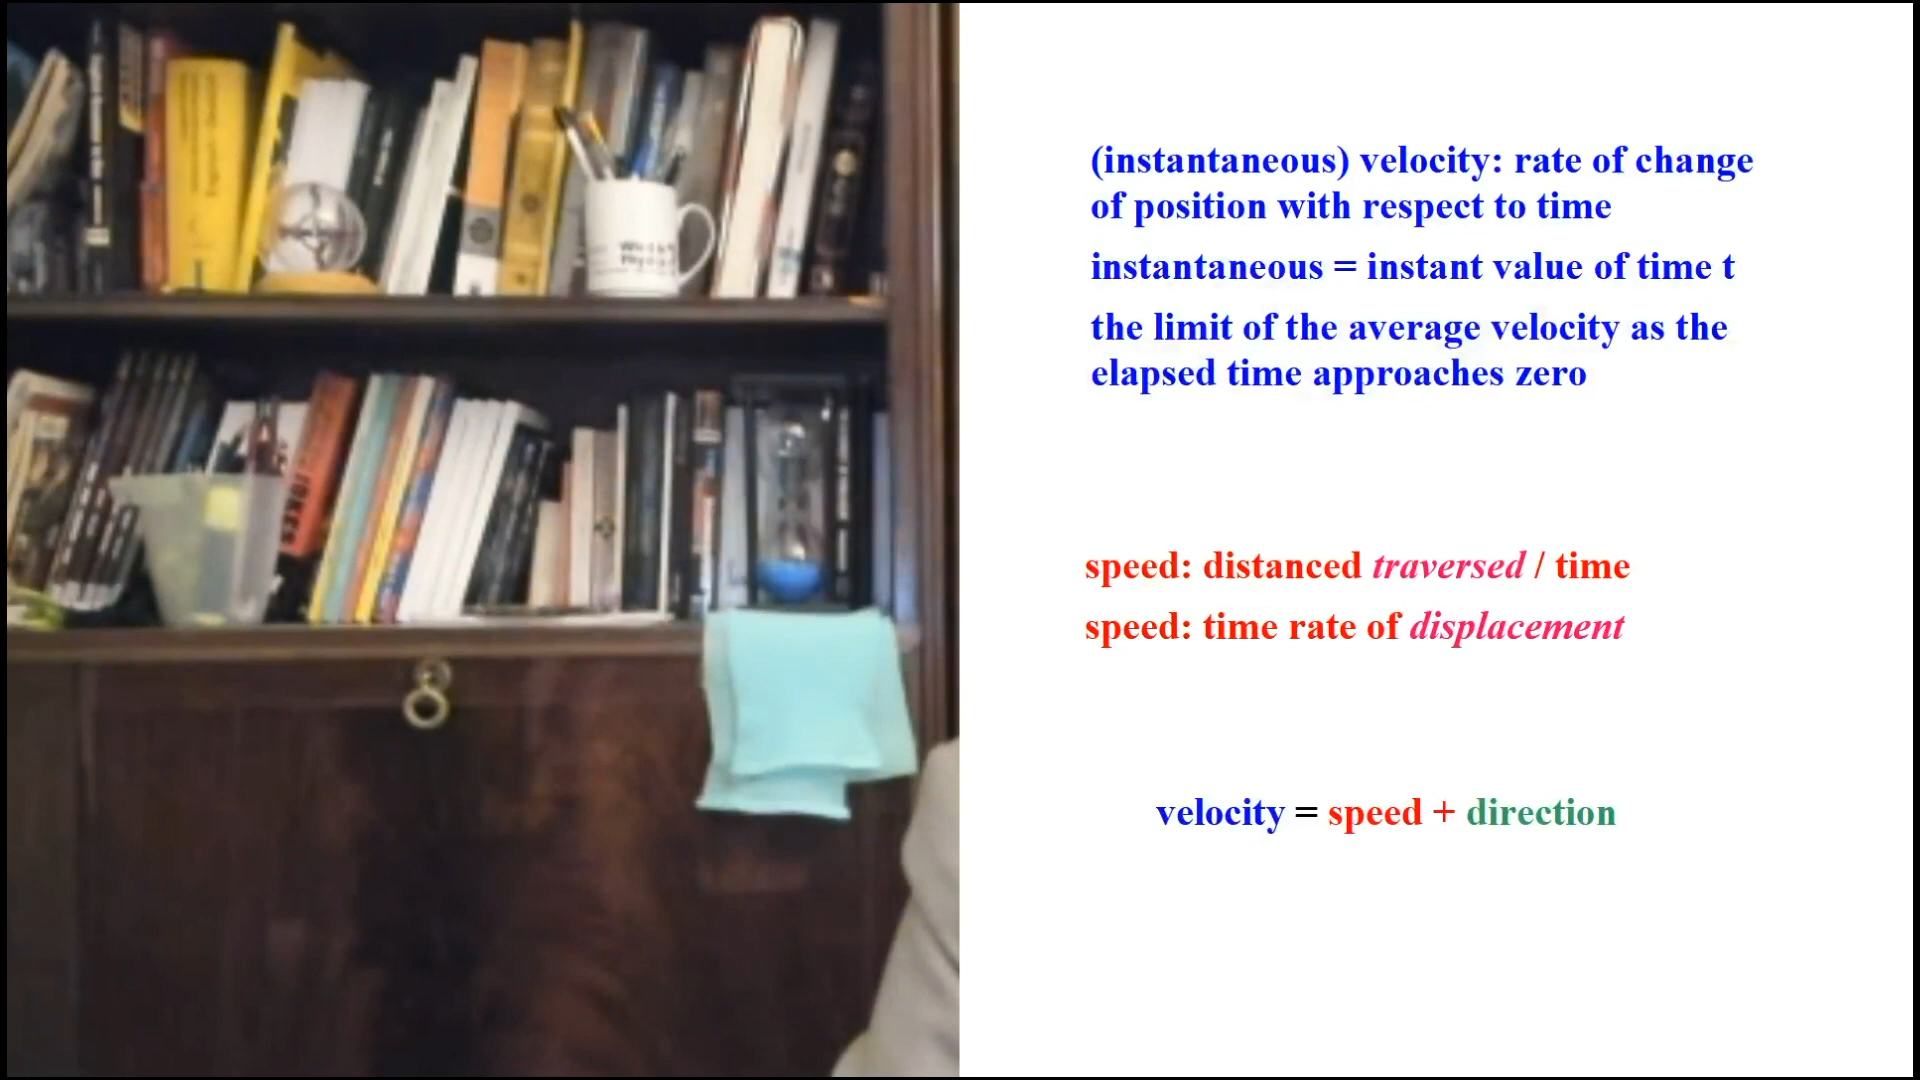 (instantaneous) velocity: rate of change
of position with respect to time
instantaneous = instant value of time t
the limit of the average velocity as the
elapsed time approaches zero
speed: distanced traversed / time
speed: time rate of displacement
velocity = speed + direction
JOKES